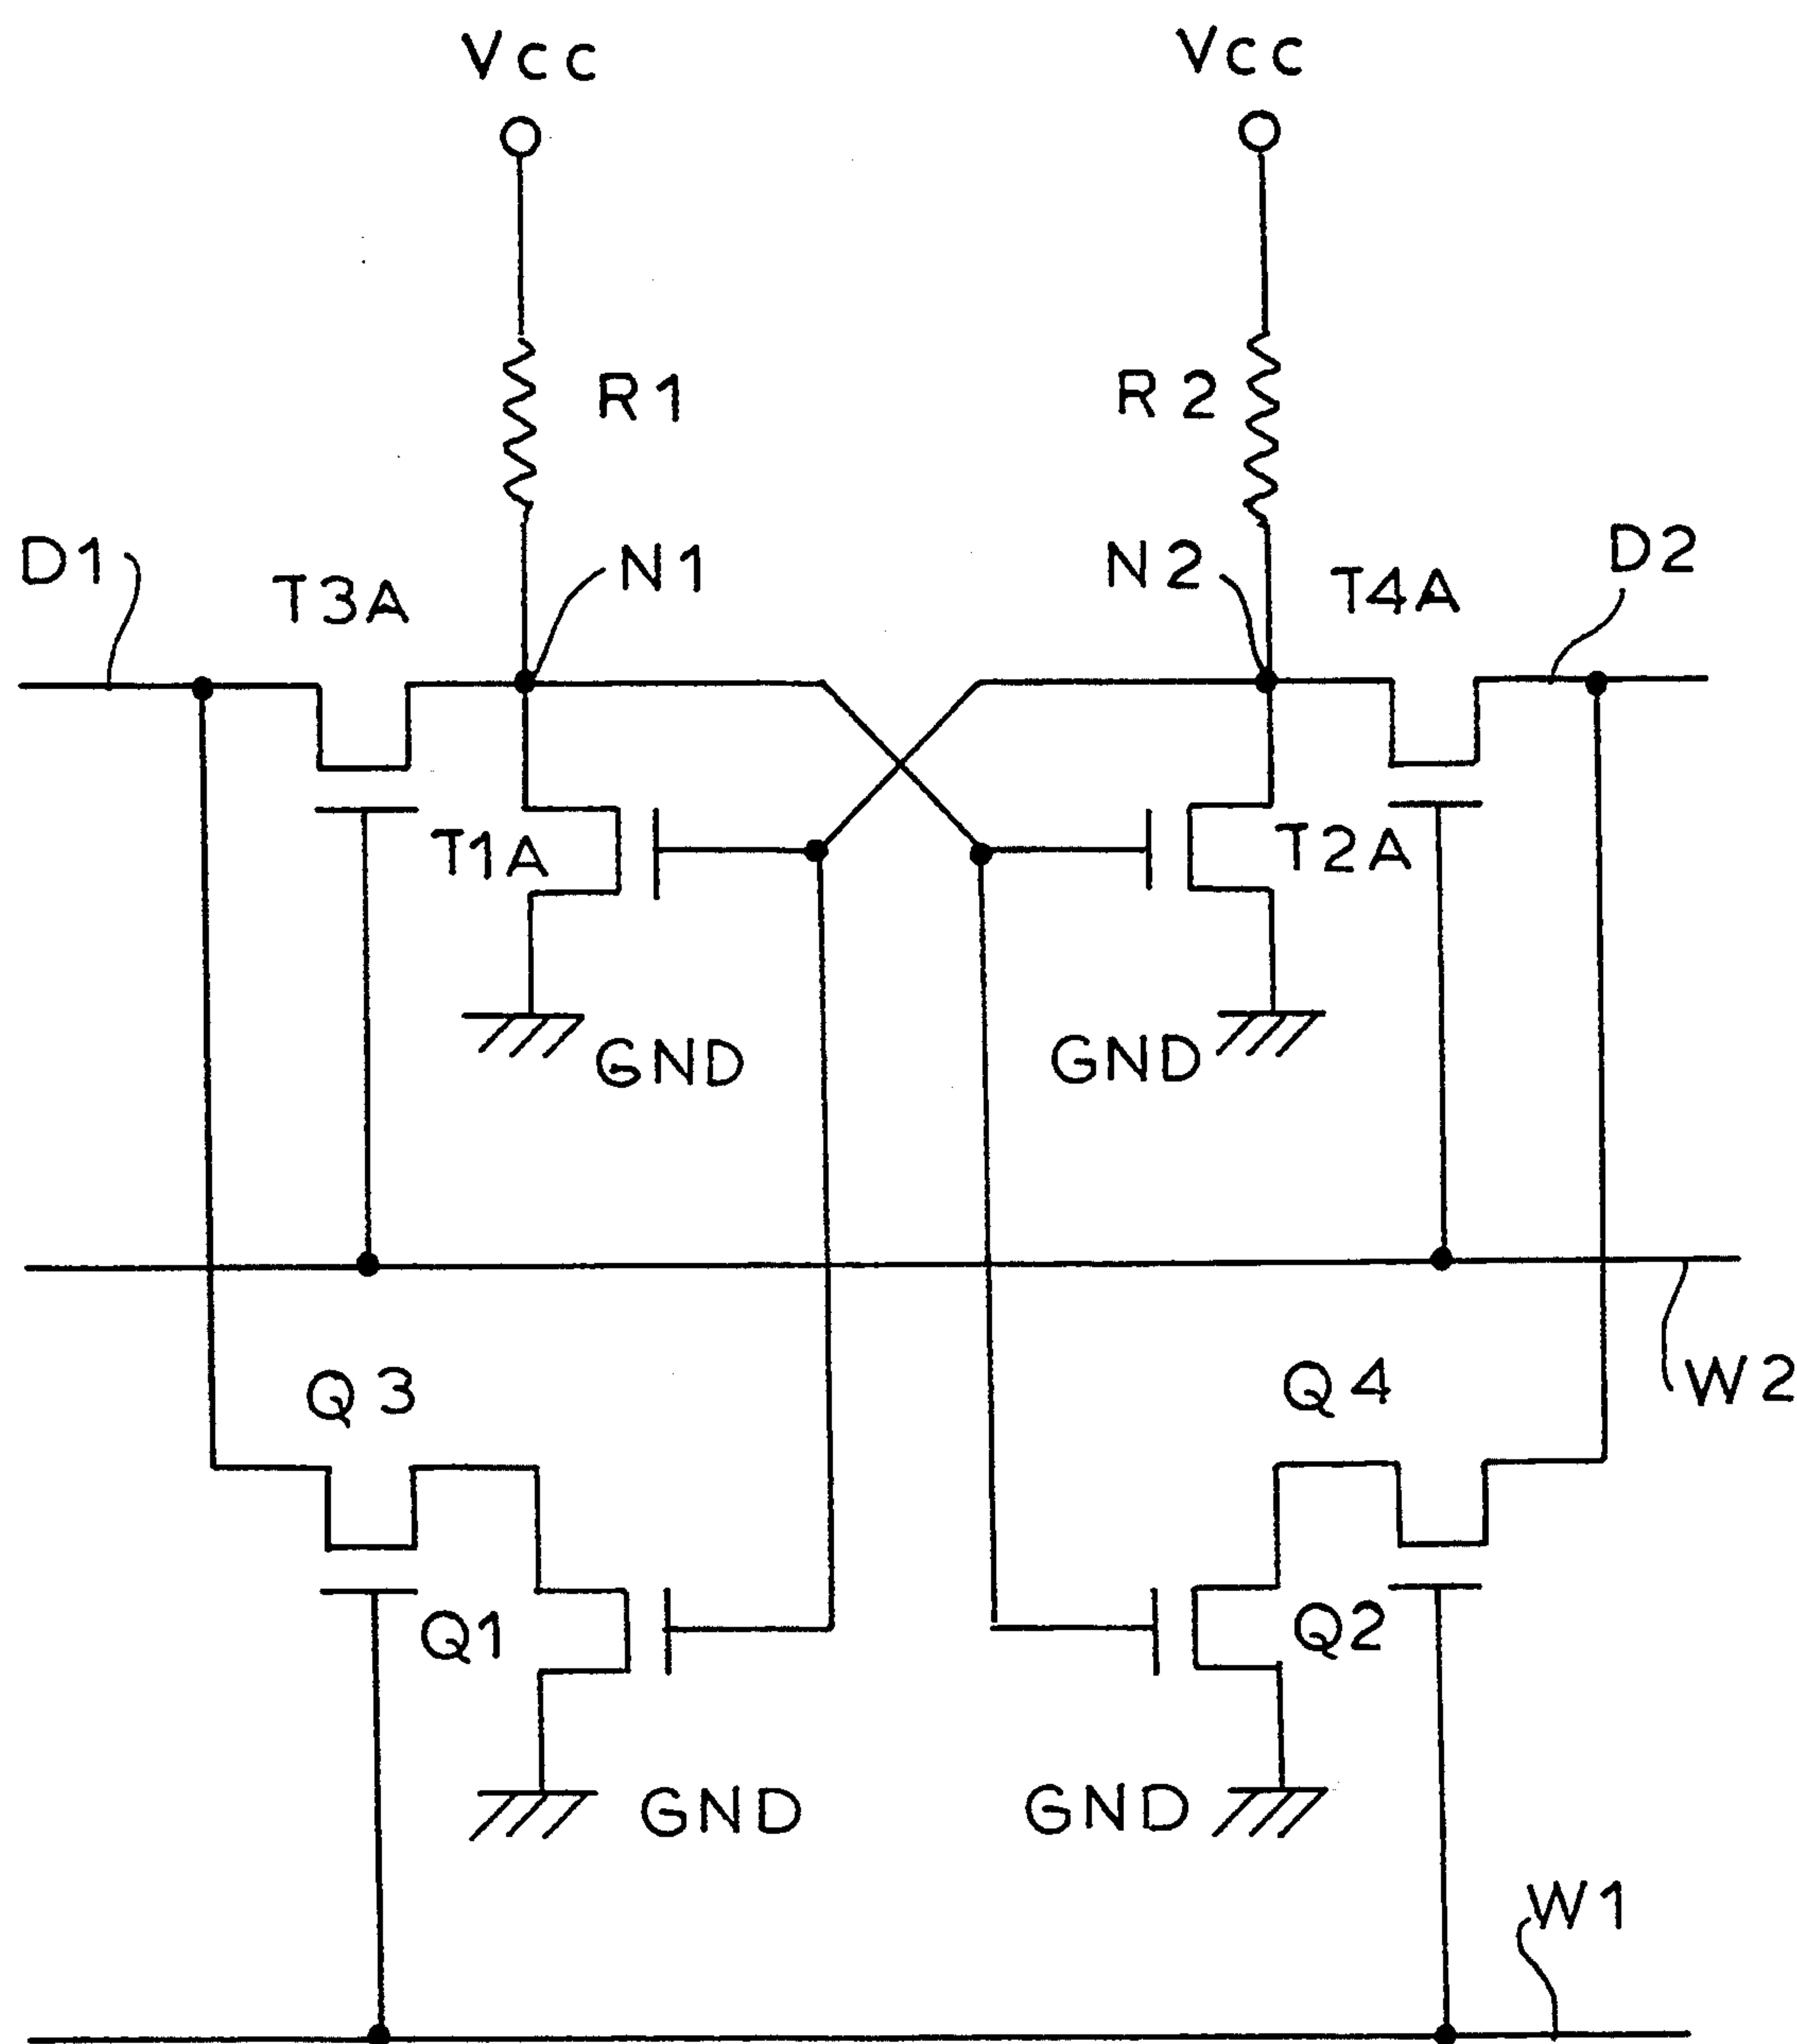 Vcc
Vcc
R1
R2
D1
T3A
N1
N2
T4A
D2
T1A
T2A
GND
GND
Q3
Q4
W2
Q1
Q2
GND
GND
W1